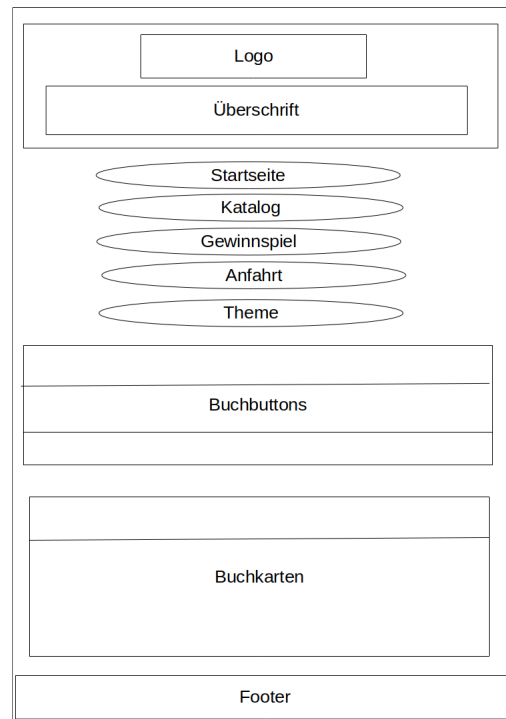 Logo
Überschrift
Startseite
Katalog
Gewinnspiel
Anfahrt
Theme
Buchbuttons
Buchkarten
Footer